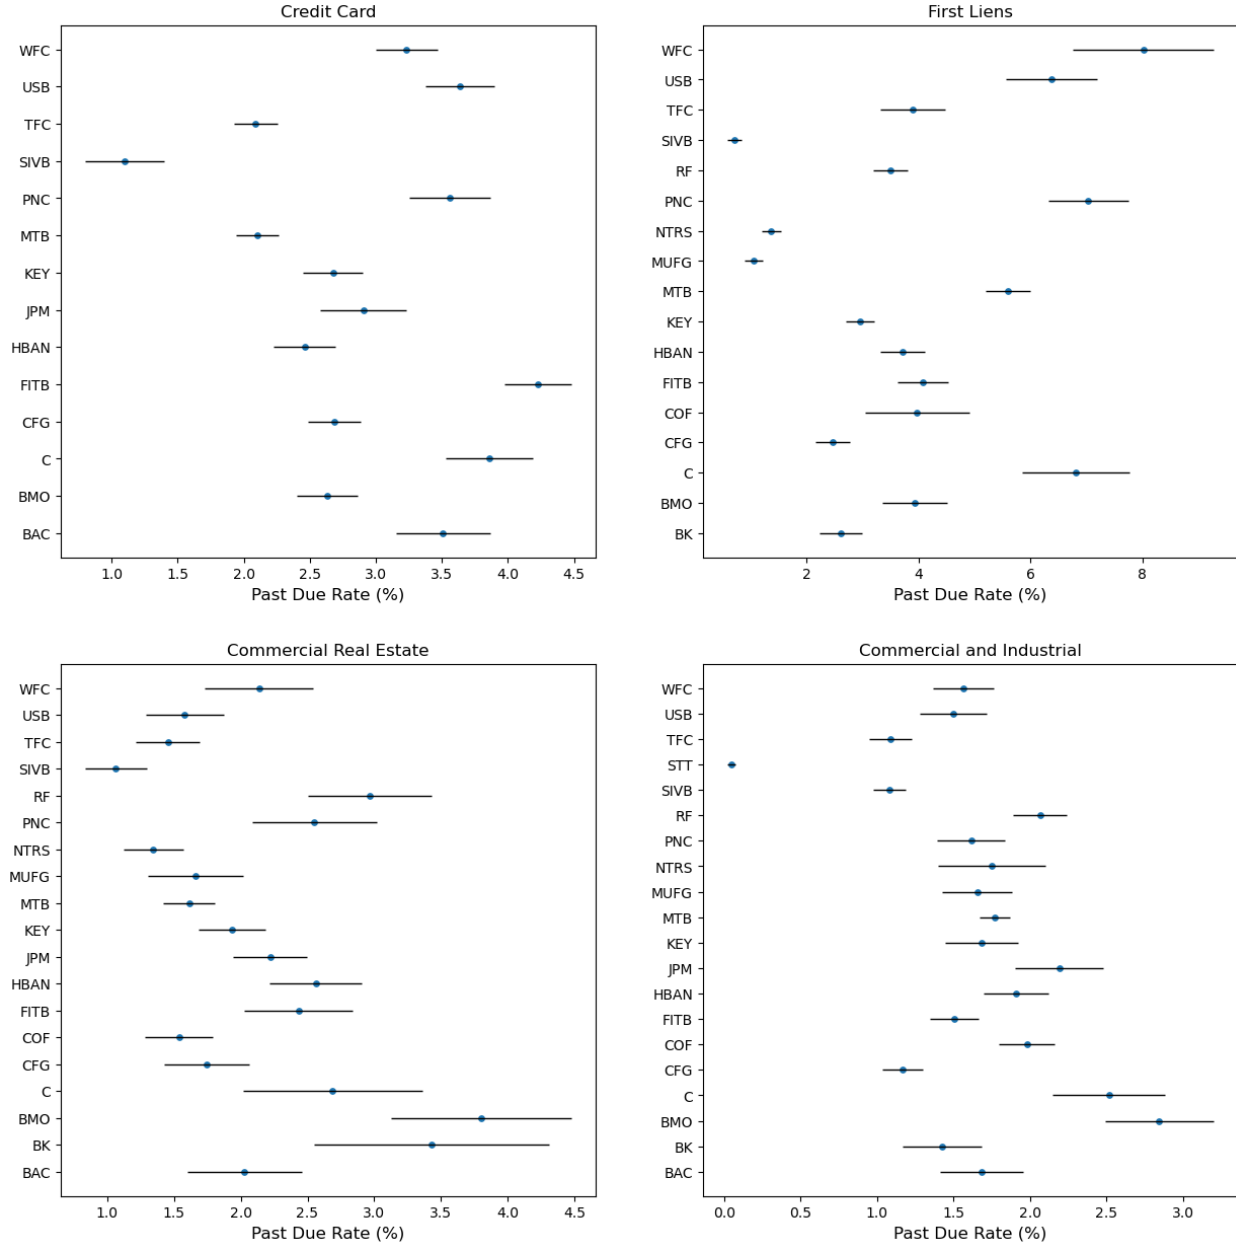 Credit Card
WFC
USB
TFC
SIVB
PNC
MTB
KEY
JPM
HBAN
FITB
CFG
C
BMO
BAC
1.0 1.5 2.0 2.5 3.0 3.5 4.0 4.5
Past Due Rate (%)
First Liens
WFC
USB
TFC
SIVB
RF
PNC
NTRS
MUFG
MTB
KEY
HBAN
FITB
COF
CFG
C
BMO
BK
2 4 6 8
Past Due Rate (%)
Commercial Real Estate
WFC
USB
TFC
SIVB
RF
PNC
NTRS
MUFG
MTB
KEY
JPM
HBAN
FITB
COF
CFG
C
BMO
BK
BAC
1.0 1.5 2.0 2.5 3.0 3.5 4.0 4.5
Past Due Rate (%)
Commercial and Industrial
WFC
USB
TFC
STT
SIVB
RF
PNC
NTRS
MUFG
MTB
KEY
JPM
HBAN
FITB
COF
CFG
C
BMO
BK
BAC
0.0 0.5 1.0 1.5 2.0 2.5 3.0
Past Due Rate (%)